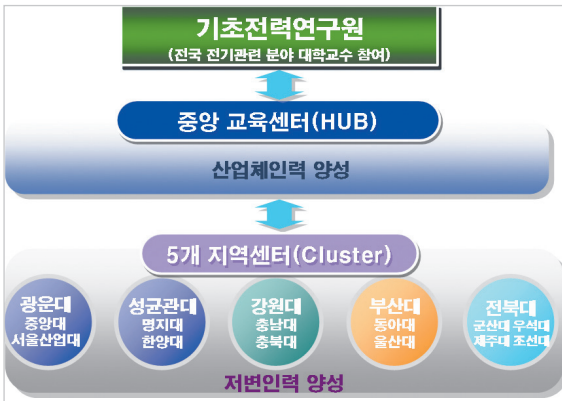 기초전력연구원
(전국 전기관련 분야 대학교수 참여)
중앙 교육센터(HUB)
산업체인력 양성
5개 지역센터(Cluster)
광운대
중앙대
서울산업대
성균관대
명지대
한양대
강원대
충남대
충북대
부산대
동아대
울산대
전북대
군산대 우석대
제주대 조선대
저변인력 양성